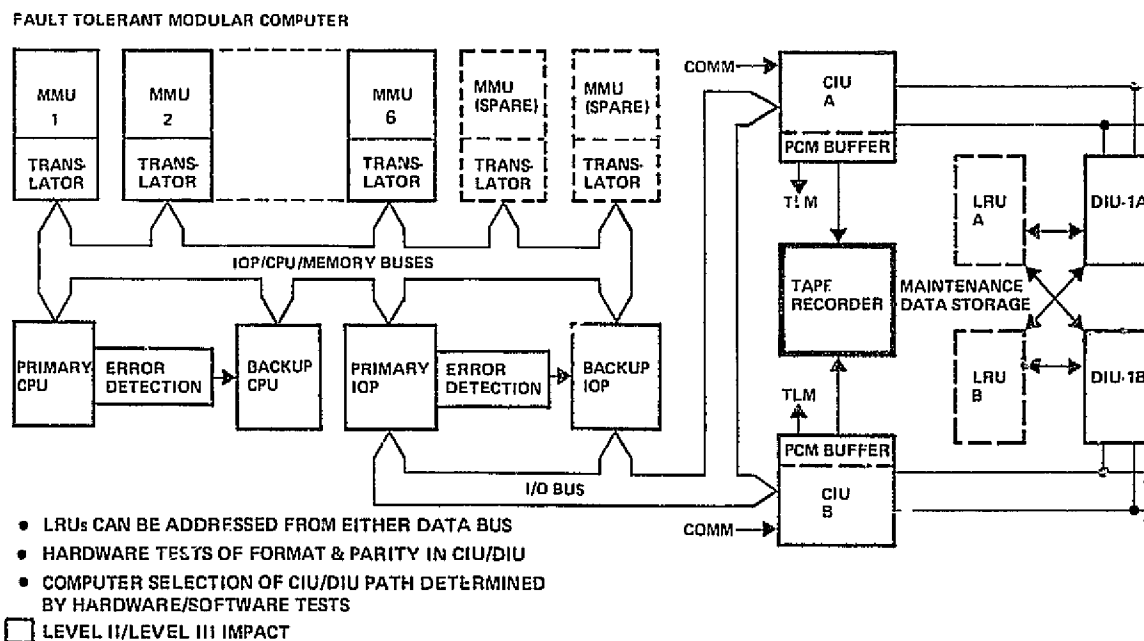 FAULT TOLERANT MODULAR COMPUTER
MMU
1
TRANS-
LATOR
MMU
2
TRANS-
LATOR
MMU
6
TRANS-
LATOR
MMU
(SPARE)
TRANS-
LATOR
MMU
(SPARE)
TRANS-
LATOR
IOP/CPU/MEMORY BUSES
PRIMARY
CPU
ERROR
DETECTION
BACKUP
CPU
PRIMARY
IOP
ERROR
DETECTION
BACKUP
IOP
I/O BUS
COMM
CIU
A
PCM BUFFER
TLM
TAPE
RECORDER
MAINTENANCE
DATA STORAGE
LRU
A
DIU-1A
LRU
B
DIU-1B
TLM
PCM BUFFER
CIU
B
COMM
• LRUs CAN BE ADDRESSED FROM EITHER DATA BUS
• HARDWARE TESTS OF FORMAT & PARITY IN CIU/DIU
• COMPUTER SELECTION OF CIU/DIU PATH DETERMINED
BY HARDWARE/SOFTWARE TESTS
LEVEL II/LEVEL III IMPACT